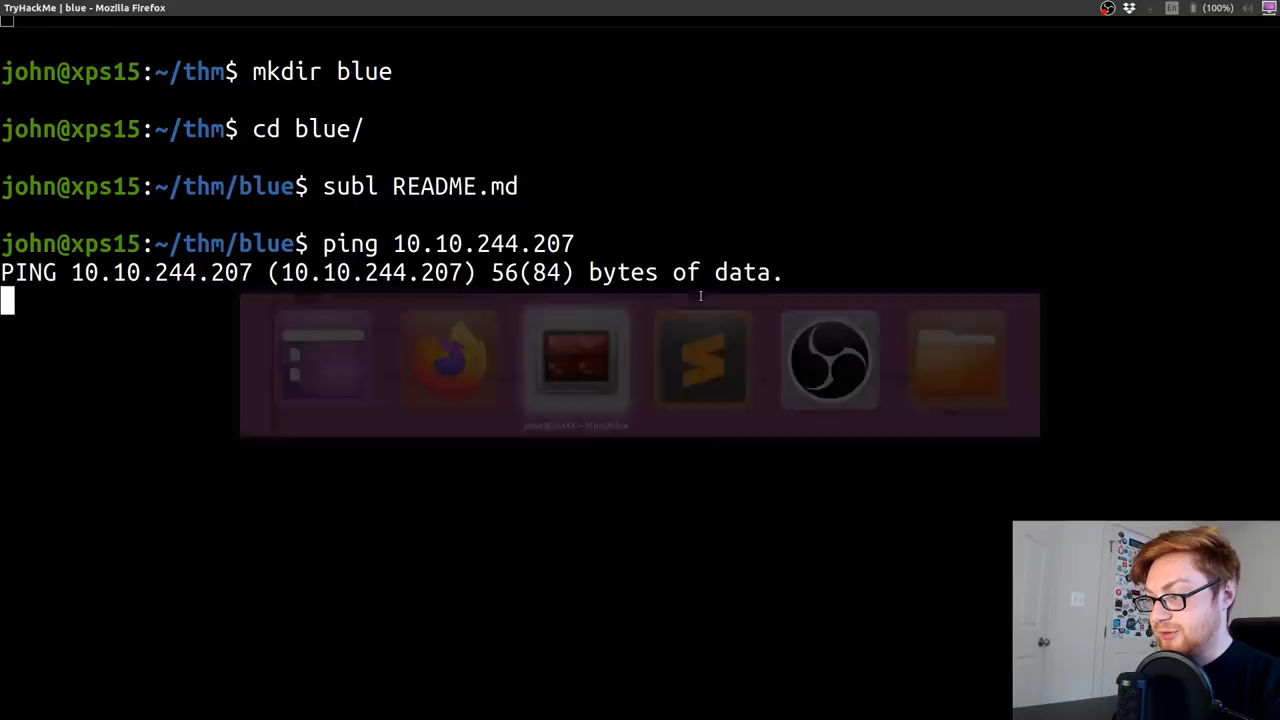 TryHackMe | blue - Mozilla Firefox
En
(100%)
john@xps15:~/thm$ mkdir blue
john@xps15:~/thm$ cd blue/
john@xps15:~/thm/blue$ subl README.md
john@xps15:~/thm/blue$ ping 10.10.244.207
PING 10.10.244.207 (10.10.244.207) 56(84) bytes of data.